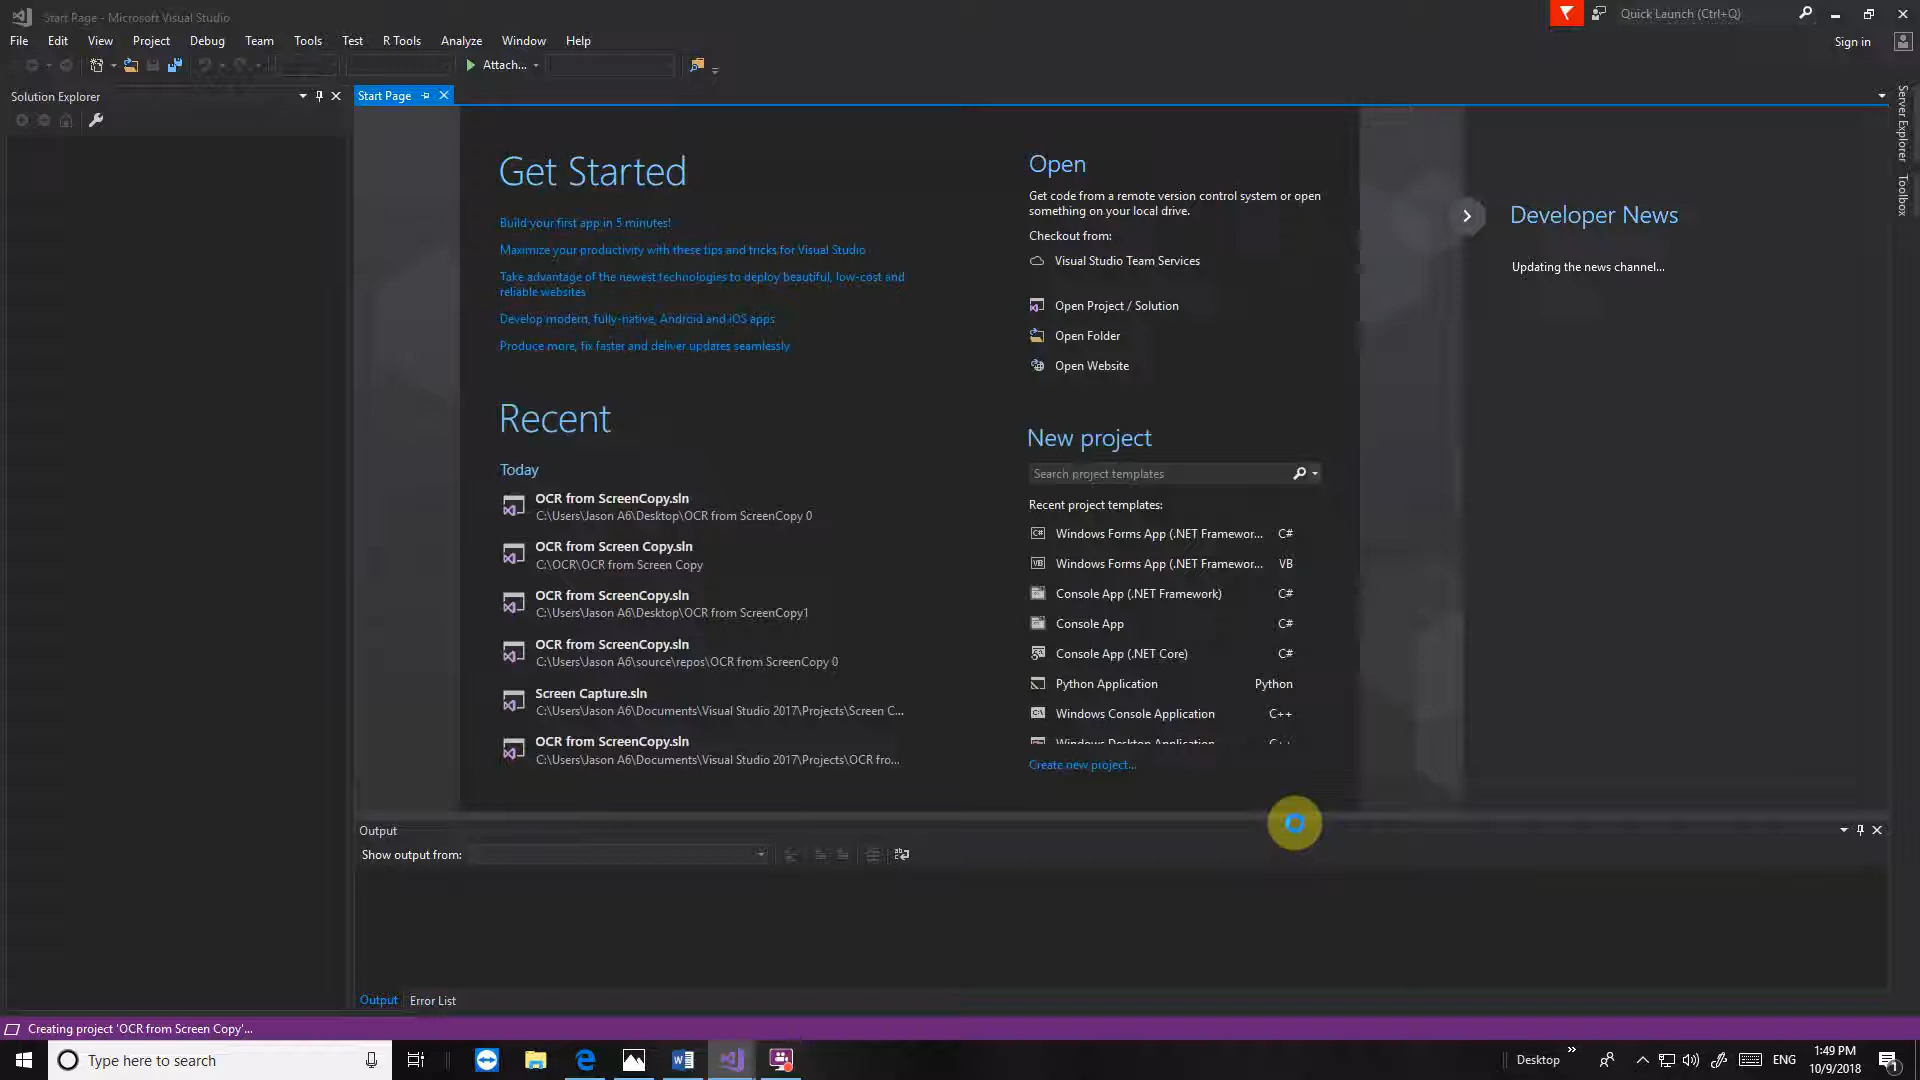 Start Page - Microsoft Visual Studio
Quick Launch (Ctrl+Q)
File Edit View Project Debug Team Tools Test R Tools Analyze Window Help
Sign in
Attach...
Solution Explorer
Start Page
Server Explorer
Toolbox
Get Started
Build your first app in 5 minutes!
Maximize your productivity with these tips and tricks for Visual Studio
Take advantage of the newest technologies to deploy beautiful, low-cost and
reliable websites
Develop modern, fully-native, Android and iOS apps
Produce more, fix faster and deliver updates seamlessly
Recent
Today
OCR from ScreenCopy.sln
C:\Users\Jason A6\Desktop\OCR from ScreenCopy 0
OCR from Screen Copy.sln
C:\OCR\OCR from Screen Copy
OCR from ScreenCopy.sln
C:\Users\Jason A6\Desktop\OCR from ScreenCopy1
OCR from ScreenCopy.sln
C:\Users\Jason A6\source\repos\OCR from ScreenCopy 0
Screen Capture.sln
C:\Users\Jason A6\Documents\Visual Studio 2017\Projects\Screen C...
OCR from ScreenCopy.sln
C:\Users\Jason A6\Documents\Visual Studio 2017\Projects\OCR fro...
Open
Get code from a remote version control system or open
something on your local drive.
Checkout from:
Visual Studio Team Services
Open Project / Solution
Open Folder
Open Website
New project
Search project templates
Recent project templates:
Windows Forms App (.NET Framewor... C#
Windows Forms App (.NET Framewor... VB
Console App (.NET Framework) C#
Console App C#
Console App (.NET Core) C#
Python Application Python
Windows Console Application C++
Windows Desktop Application C++
Create new project...
Developer News
Updating the news channel...
Output
Show output from:
Output Error List
Creating project 'OCR from Screen Copy'...
Type here to search
Desktop
ENG
1:49 PM
10/9/2018
1